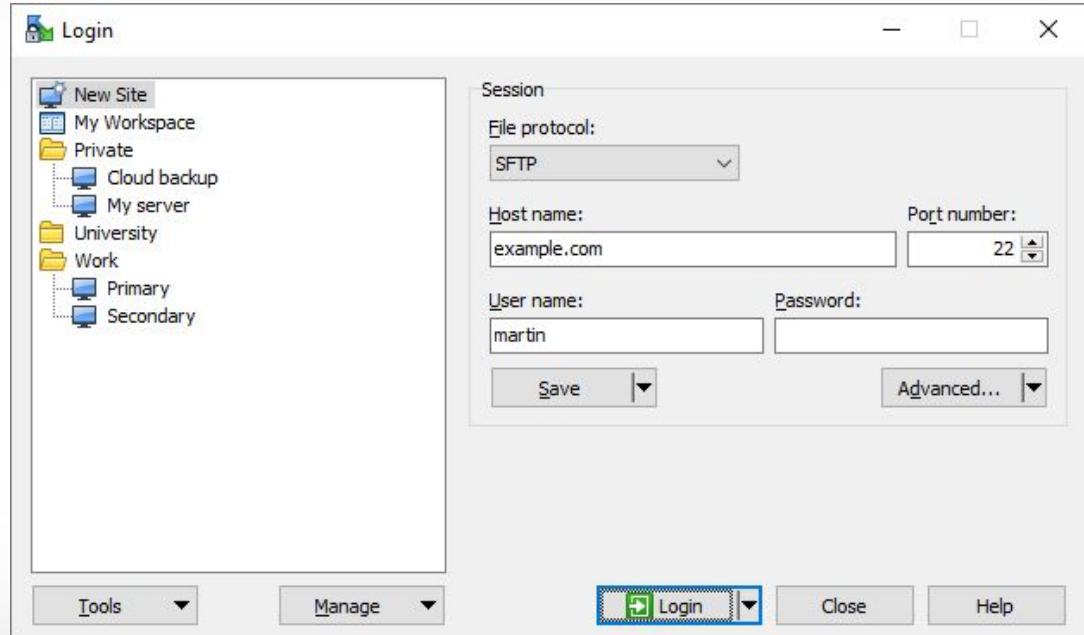 Login
New Site
My Workspace
Private
Cloud backup
My server
University
Work
Primary
Secondary
Session
File protocol:
SFTP
Host name:
Port number:
example.com
22
User name:
Password:
martin
Save
Advanced...
Tools
Manage
Login
Close
Help